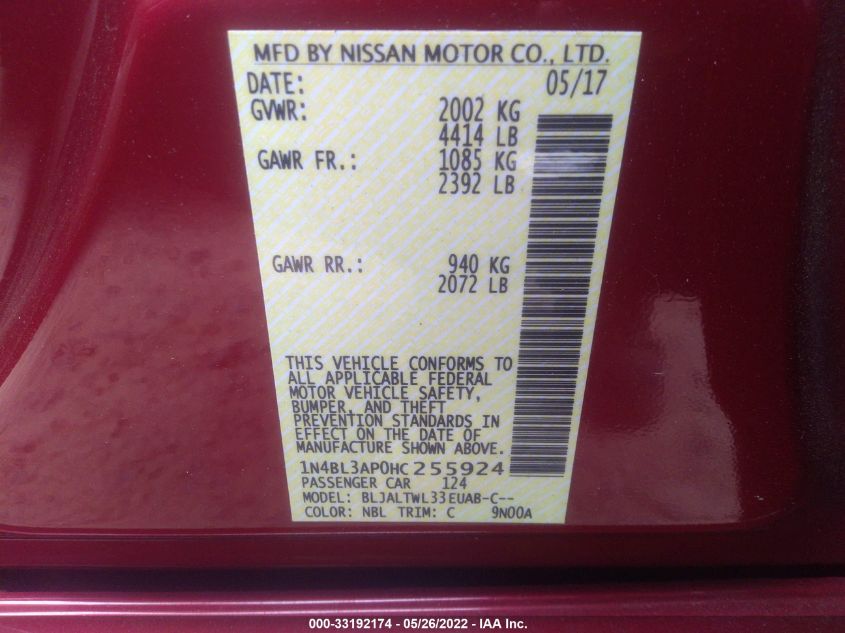 MFD BY NISSAN MOTOR CO., LTD.
DATE: 05/17
GVWR: 2002 KG
4414 LB
GAWR FR.: 1085 KG
2392 LB
GAWR RR.: 940 KG
2072 LB
THIS VEHICLE CONFORMS TO
ALL APPLICABLE FEDERAL
MOTOR VEHICLE SAFETY,
BUMPER, AND THEFT
PREVENTION STANDARDS IN
EFFECT ON THE DATE OF
MANUFACTURE SHOWN ABOVE.
1N4BL3AP0HC255924
PASSENGER CAR 124
MODEL: BLJALTWL33EUAB-C--
COLOR: NBL TRIM: C 9N00A
000-33192174 - 05/26/2022 - IAA Inc.